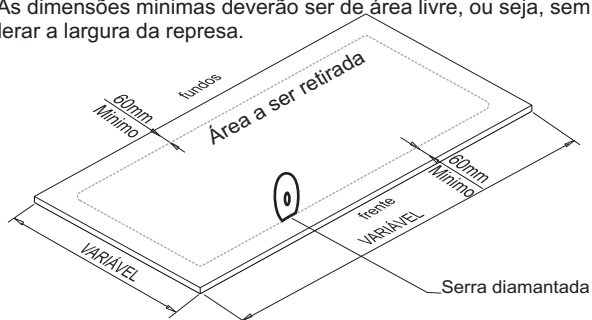 As dimensões mínimas deverão ser de área livre, ou seja, sem
derar a largura da represa.
fundos
60mm
Mínimo
Área a ser retirada
60mm
Mínimo
frente
VARIÁVEL
VARIÁVEL
Serra diamantada